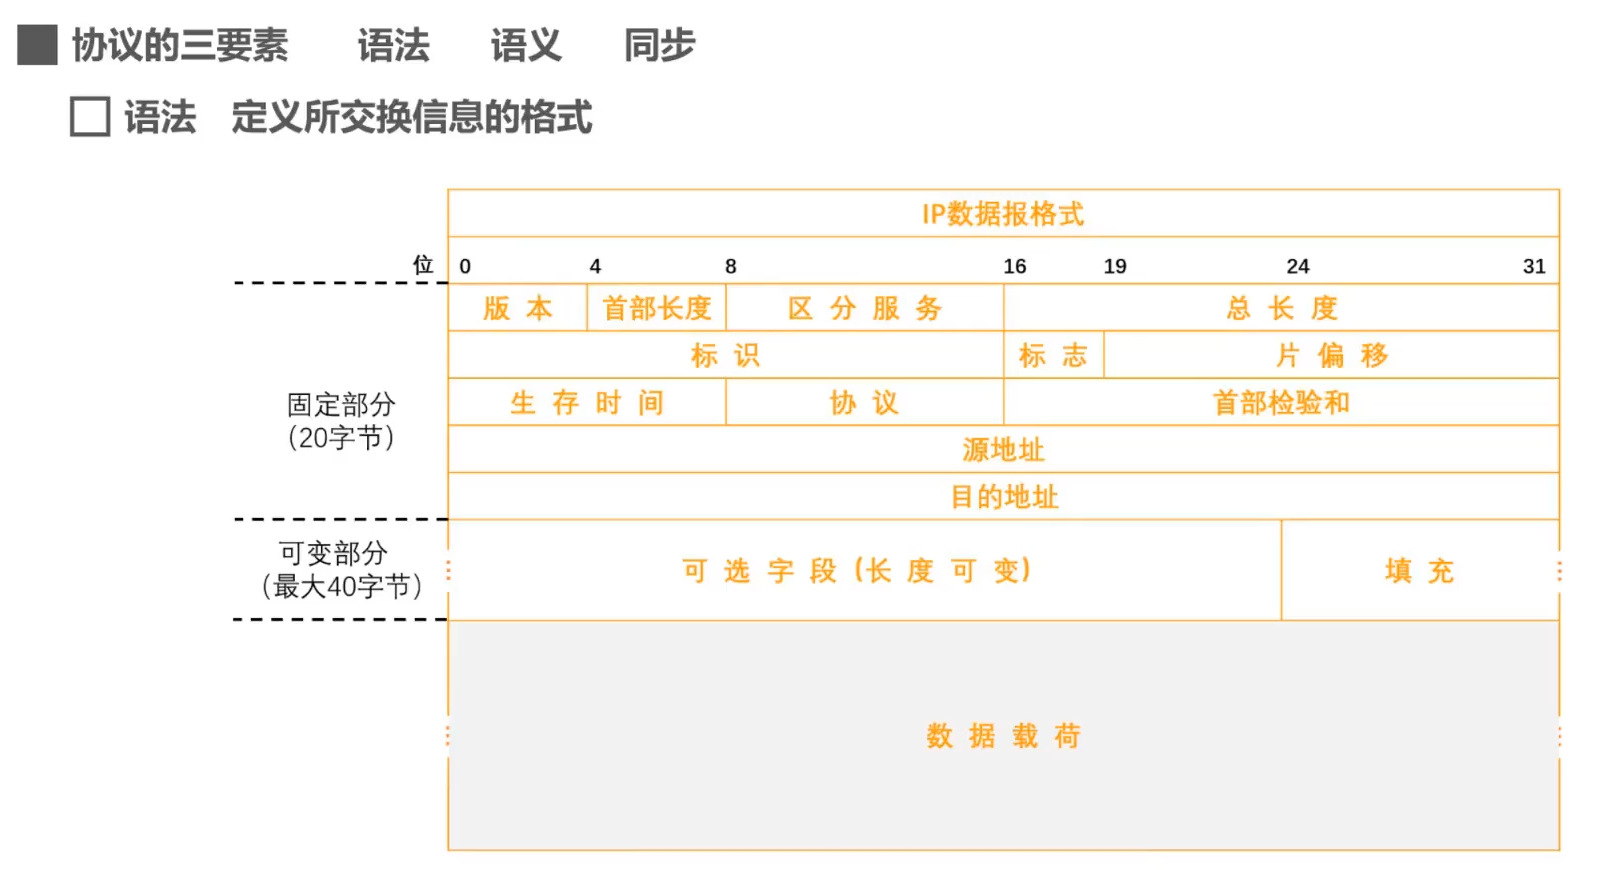 协议的三要素 语法 语义 同步
语法 定义所交换信息的格式
IP数据报格式
位 0 4 8 16 19 24 31
版本 首部长度 区分服务 总长度
标识 标志 片偏移
固定部分
(20字节)
生存时间 协议 首部检验和
源地址
目的地址
可变部分
(最大40字节)
可选字段(长度可变) 填充
数据载荷